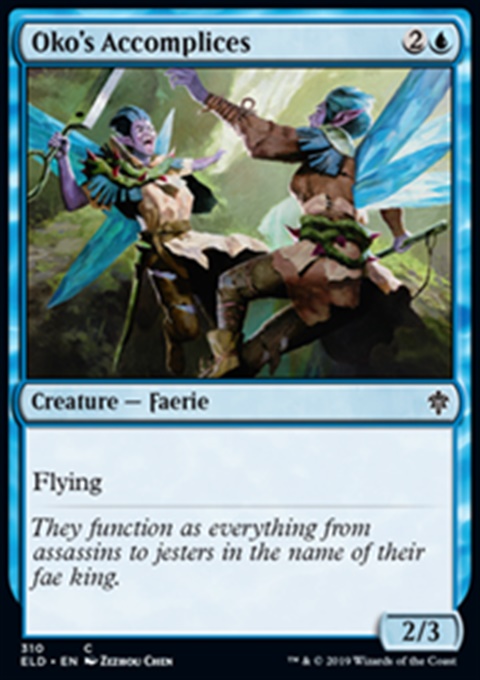 Oko's Accomplices 2
Creature — Faerie
Flying
They function as everything from
assassins to jesters in the name of their
fae king.
2/3
310 C
ELD • EN Zezhou Chen ™ & © 2019 Wizards of the Coast